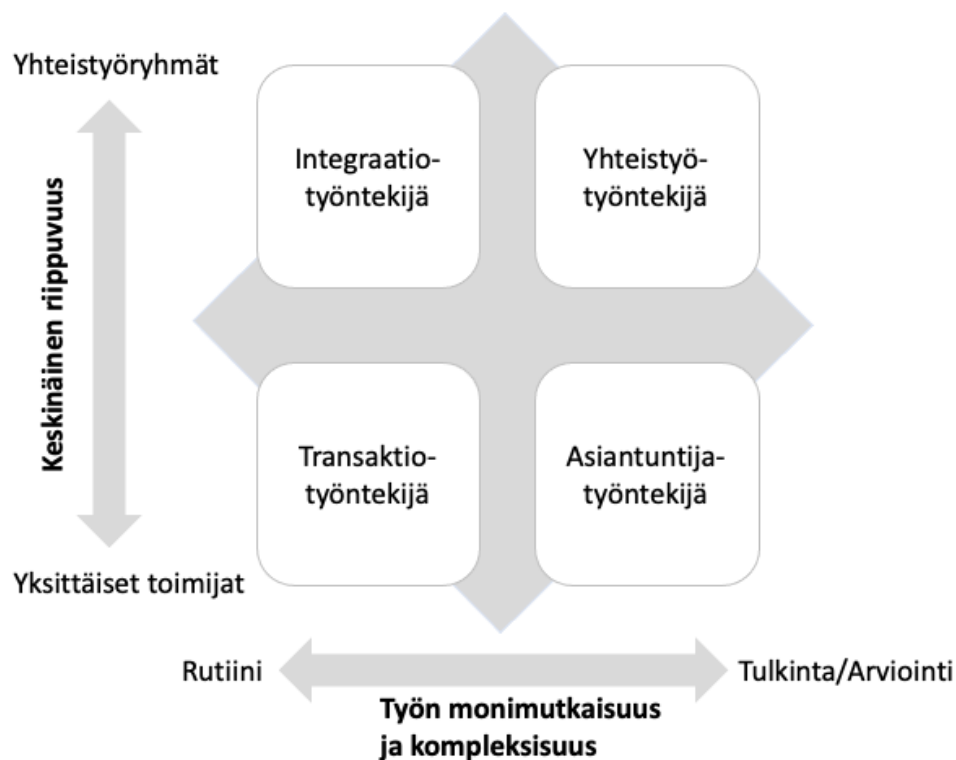 Yhteistyöryhmät
Integraatio-
työntekijä
Yhteistyö-
työntekijä
Keskinäinen riippuvuus
Transaktio-
työntekijä
Asiantuntija-
työntekijä
Yksittäiset toimijat
Rutiini
Tulkinta/Arviointi
Työn monimutkaisuus
ja kompleksisuus